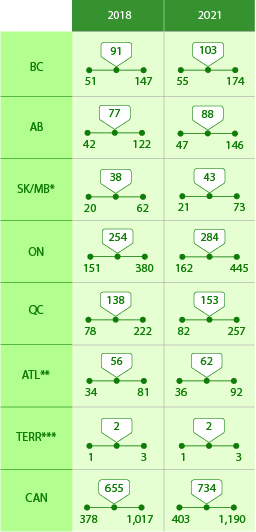 2018 2021
91 103
BC
51 147 55 174
77 88
AB
42 122 47 146
38 43
SK/MB*
20 62 21 73
254 284
ON
151 380 162 445
138 153
QC
78 222 82 257
56 62
ATL**
34 81 36 92
2 2
TERR***
1 3 1 3
655 734
CAN
378 1,017 403 1,190